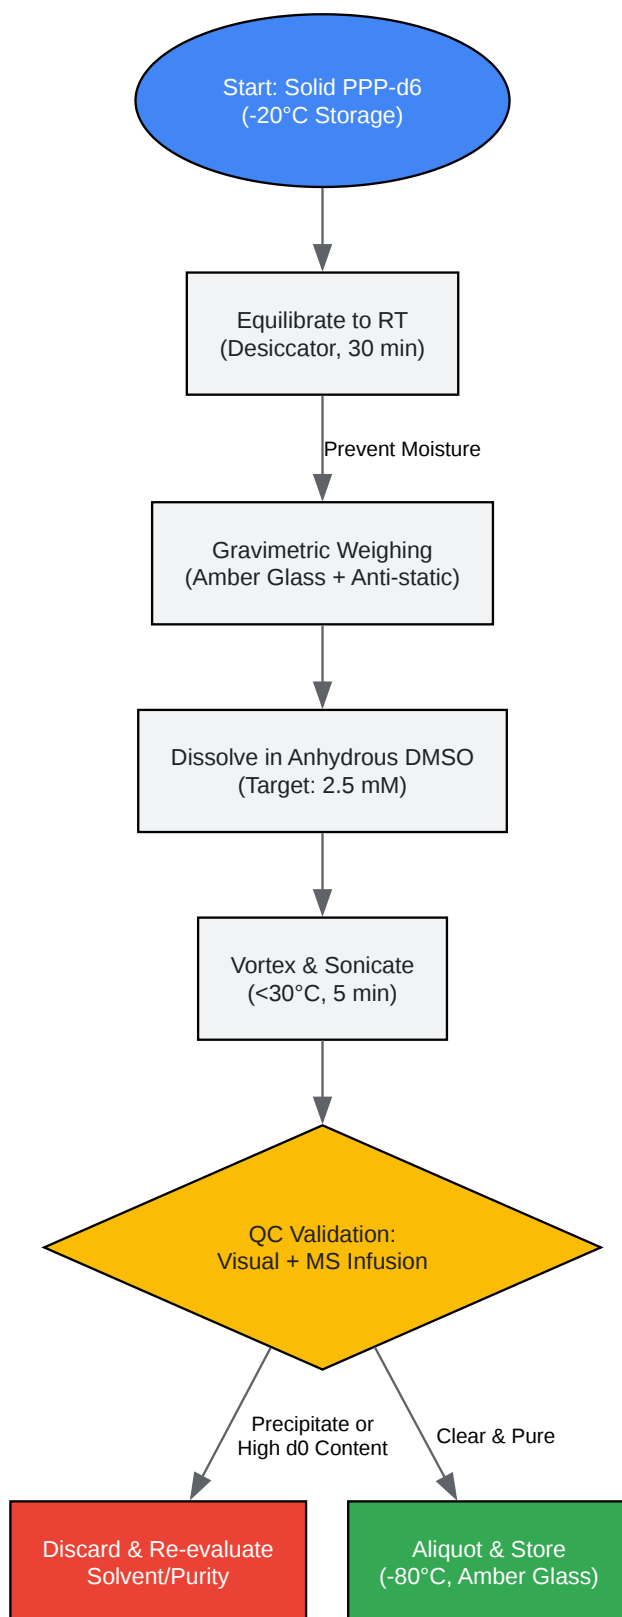 Start: Solid PPP-d6
(-20°C Storage)
Equilibrate to RT
(Desiccator, 30 min)
Prevent Moisture
Gravimetric Weighing
(Amber Glass + Anti-static)
Dissolve in Anhydrous DMSO
(Target: 2.5 mM)
Vortex & Sonicate
(<30°C, 5 min)
QC Validation:
Visual + MS Infusion
Precipitate or
High d0 Content
Clear & Pure
Discard & Re-evaluate
Solvent/Purity
Aliquot & Store
(-80°C, Amber Glass)